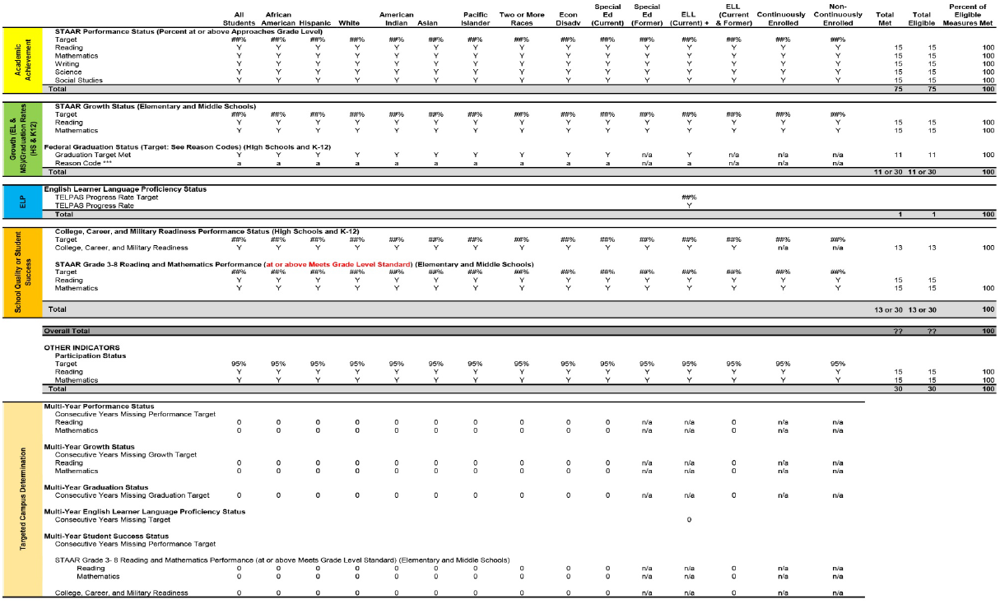 Special Special ELL Non-
All African American Pacific Two or More Econ Ed Ed ELL (Current Continuously Continuously Total Total Percent of Eligible
Students American Hispanic White Indian Asian Islander Races Disadv (Current) (Former) (Current) + & Former) Enrolled Enrolled Met Eligible Measures Met
Academic Achievement
STAAR Performance Status (Percent at or above Approaches Grade Level)
Target ##% ##% ##% ##% ##% ##% ##% ##% ##% ##% ##% ##% ##% ##% ##%
Reading Y Y Y Y Y Y Y Y Y Y Y Y Y Y Y 15 15 100
Mathematics Y Y Y Y Y Y Y Y Y Y Y Y Y Y Y 15 15 100
Writing Y Y Y Y Y Y Y Y Y Y Y Y Y Y Y 15 15 100
Science Y Y Y Y Y Y Y Y Y Y Y Y Y Y Y 15 15 100
Social Studies Y Y Y Y Y Y Y Y Y Y Y Y Y Y Y 15 15 100
Total 75 75 100
Growth (EL & MS)/Graduation Rates (HS & K12)
STAAR Growth Status (Elementary and Middle Schools)
Target ##% ##% ##% ##% ##% ##% ##% ##% ##% ##% ##% ##% ##% ##% ##%
Reading Y Y Y Y Y Y Y Y Y Y Y Y Y Y Y 15 15 100
Mathematics Y Y Y Y Y Y Y Y Y Y Y Y Y Y Y 15 15 100
Federal Graduation Status (Target: See Reason Codes) (High Schools and K-12)
Graduation Target Met Y Y Y Y Y Y Y Y Y Y n/a Y n/a n/a n/a 11 11 100
Reason Code *** a a a a a a a a a a n/a a n/a n/a n/a
Total 11 or 30 11 or 30 100
ELP
English Learner Language Proficiency Status
TELPAS Progress Rate Target ##%
TELPAS Progress Rate Y
Total 1 1 100
School Quality or Student Success
College, Career, and Military Readiness Performance Status (High Schools and K-12)
Target ##% ##% ##% ##% ##% ##% ##% ##% ##% ##% ##% ##% ##% ##% ##%
College, Career, and Military Readiness Y Y Y Y Y Y Y Y Y Y Y Y Y n/a n/a 13 13 100
STAAR Grade 3-8 Reading and Mathematics Performance (at or above Meets Grade Level Standard) (Elementary and Middle Schools)
Target ##% ##% ##% ##% ##% ##% ##% ##% ##% ##% ##% ##% ##% ##% ##%
Reading Y Y Y Y Y Y Y Y Y Y Y Y Y Y Y 15 15
Mathematics Y Y Y Y Y Y Y Y Y Y Y Y Y Y Y 15 15 100
Total 13 or 30 13 or 30 100
Overall Total ?? ?? 100
OTHER INDICATORS
Participation Status
Target 95% 95% 95% 95% 95% 95% 95% 95% 95% 95% 95% 95% 95% 95% 95%
Reading Y Y Y Y Y Y Y Y Y Y Y Y Y Y Y 15 15 100
Mathematics Y Y Y Y Y Y Y Y Y Y Y Y Y Y Y 15 15 100
Total 30 30 100
Targeted Campus Determination
Multi-Year Performance Status
Consecutive Years Missing Performance Target
Reading 0 0 0 0 0 0 0 0 0 0 n/a n/a 0 n/a n/a
Mathematics 0 0 0 0 0 0 0 0 0 0 n/a n/a 0 n/a n/a
Multi-Year Growth Status
Consecutive Years Missing Growth Target
Reading 0 0 0 0 0 0 0 0 0 0 n/a n/a 0 n/a n/a
Mathematics 0 0 0 0 0 0 0 0 0 0 n/a n/a 0 n/a n/a
Multi-Year Graduation Status
Consecutive Years Missing Graduation Target 0 0 0 0 0 0 0 0 0 0 n/a n/a 0 n/a n/a
Multi-Year English Learner Language Proficiency Status
Consecutive Years Missing Target 0
Multi-Year Student Success Status
Consecutive Years Missing Performance Target
STAAR Grade 3- 8 Reading and Mathematics Performance (at or above Meets Grade Level Standard) (Elementary and Middle Schools)
Reading 0 0 0 0 0 0 0 0 0 0 n/a n/a 0 n/a n/a
Mathematics 0 0 0 0 0 0 0 0 0 0 n/a n/a 0 n/a n/a
College, Career, and Military Readiness 0 0 0 0 0 0 0 0 0 0 n/a n/a 0 n/a n/a